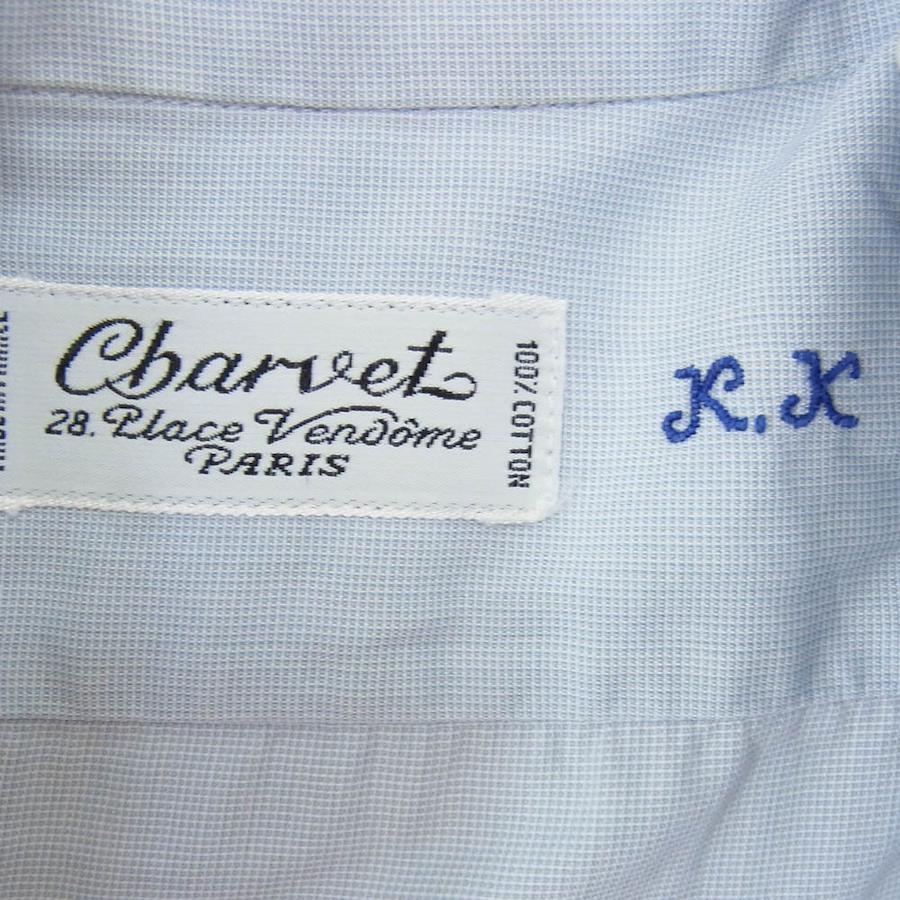 Charvet
28. Place Vendôme
PARIS
100% COTTON
K.K